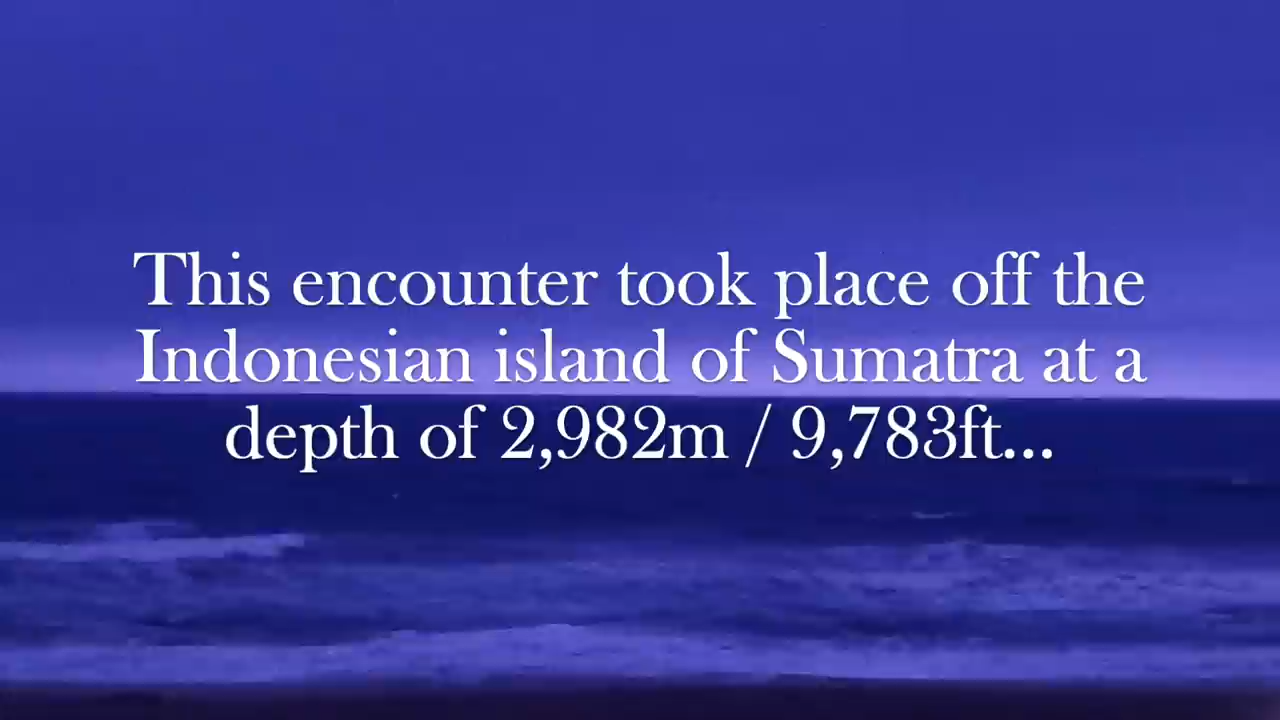 This encounter took place off the
Indonesian island of Sumatra at a
depth of 2,982m / 9,783ft...